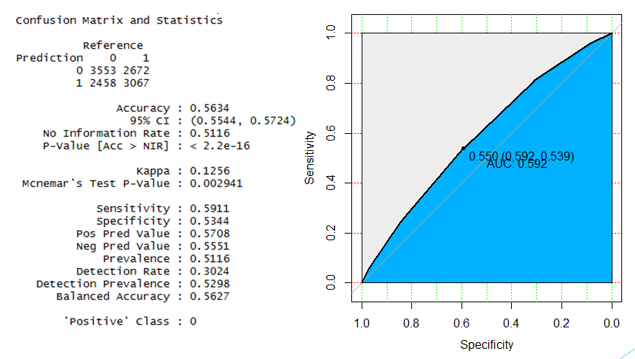 Confusion Matrix and Statistics
Reference
Prediction 0 1
0 3553 2672
1 2458 3067
Accuracy : 0.5634
95% CI : (0.5544, 0.5724)
No Information Rate : 0.5116
P-Value [Acc > NIR] : < 2.2e-16
Kappa : 0.1256
Mcnemar's Test P-Value : 0.002941
Sensitivity : 0.5911
Specificity : 0.5344
Pos Pred Value : 0.5708
Neg Pred Value : 0.5551
Prevalence : 0.5116
Detection Rate : 0.3024
Detection Prevalence : 0.5298
Balanced Accuracy : 0.5627
'Positive' Class : 0
Sensitivity
1.0
0.8
0.6
0.4
0.2
0.0
0.550 (0.592, 0.539)
AUC: 0.592
1.0 0.8 0.6 0.4 0.2 0.0
Specificity